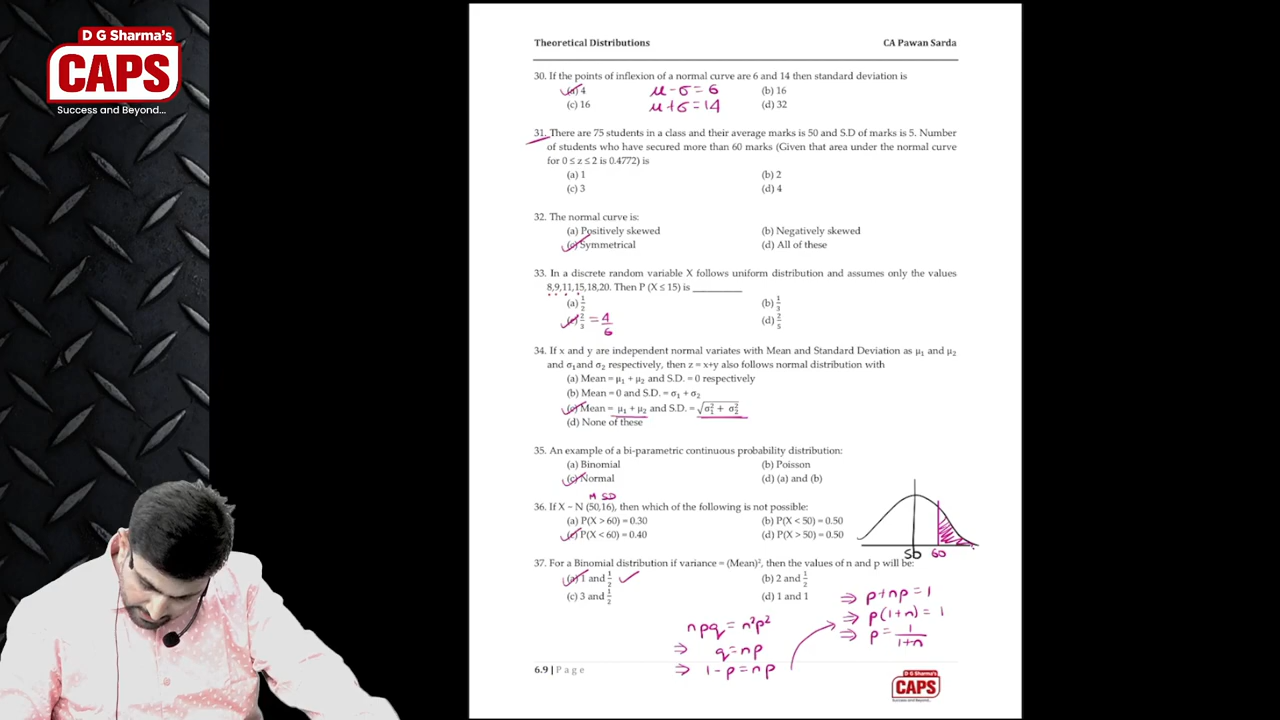 D G Sharma's
CAPS
Success and Beyond...
Theoretical Distributions CA Pawan Sarda
30. If the points of inflexion of a normal curve are 6 and 14 then standard deviation is
(a) 4 (b) 16
(c) 16 (d) 32
μ - σ = 6
μ + σ = 14
31. There are 75 students in a class and their average marks is 50 and S.D of marks is 5. Number
of students who have secured more than 60 marks (Given that area under the normal curve
for 0 ≤ z ≤ 2 is 0.4772) is
(a) 1 (b) 2
(c) 3 (d) 4
32. The normal curve is:
(a) Positively skewed (b) Negatively skewed
(c) Symmetrical (d) All of these
33. In a discrete random variable X follows uniform distribution and assumes only the values
8,9,11,15,18,20. Then P (X ≤ 15) is __________
(a) 1/2 (b) 1/3
(c) 2/3 = 4/6 (d) 2/5
34. If x and y are independent normal variates with Mean and Standard Deviation as μ₁ and μ₂
and σ₁and σ₂ respectively, then z = x+y also follows normal distribution with
(a) Mean = μ₁ + μ₂ and S.D. = 0 respectively
(b) Mean = 0 and S.D. = σ₁ + σ₂
(c) Mean = μ₁ + μ₂ and S.D. = √(σ₁² + σ₂²)
(d) None of these
35. An example of a bi-parametric continuous probability distribution:
(a) Binomial (b) Poisson
(c) Normal (d) (a) and (b)
M SD
36. If X ~ N (50,16), then which of the following is not possible:
(a) P(X > 60) = 0.30 (b) P(X < 50) = 0.50
(c) P(X < 60) = 0.40 (d) P(X > 50) = 0.50
50 60
37. For a Binomial distribution if variance = (Mean)², then the values of n and p will be:
(a) 1 and 1/2 (b) 2 and 1/2
(c) 3 and 1/2 (d) 1 and 1
npq = n²p²
⇒ q = np
⇒ 1 - p = np
⇒ p + np = 1
⇒ p(1+n) = 1
⇒ p = 1/(1+n)
6.9 | Page
D G Sharma's
CAPS
Success and Beyond...